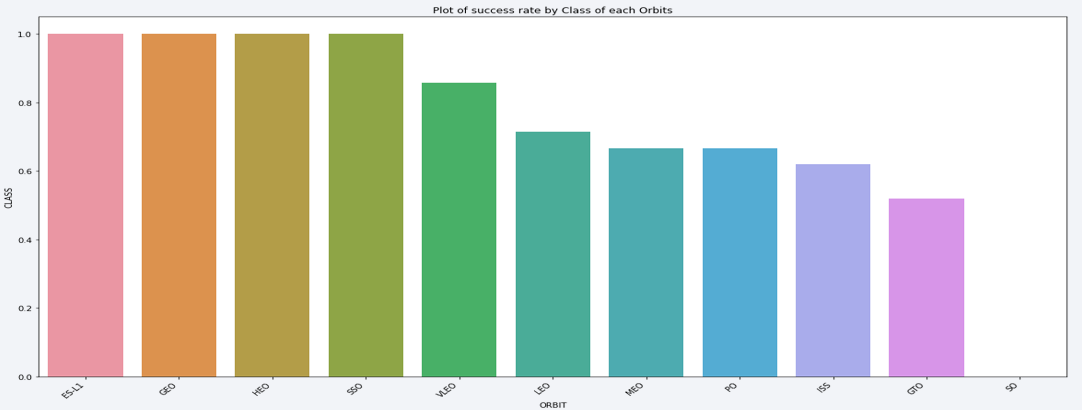 Plot of success rate by Class of each Orbits
1.0
0.8
0.6
0.4
0.2
0.0
CLASS
ES-L1 GEO HEO SSO VLEO LEO MEO PO ISS GTO SO
ORBIT